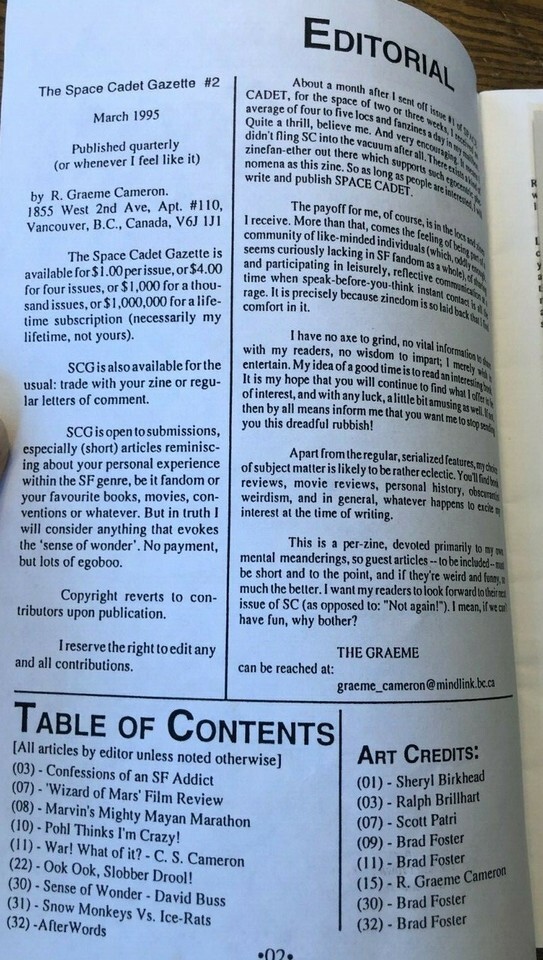 EDITORIAL
The Space Cadet Gazette #2
March 1995
Published quarterly
(or whenever I feel like it)
by R. Graeme Cameron.
1855 West 2nd Ave, Apt. #110,
Vancouver, B.C., Canada, V6J 1J1
The Space Cadet Gazette is
available for $1.00 per issue, or $4.00
for four issues, or $1,000 for a thou-
sand issues, or $1,000,000 for a life-
time subscription (necessarily my
lifetime, not yours).
SCG is also available for the
usual: trade with your zine or regu-
lar letters of comment.
SCG is open to submissions,
especially (short) articles reminisc-
ing about your personal experience
within the SF genre, be it fandom or
your favourite books, movies, con-
ventions or whatever. But in truth I
will consider anything that evokes
the 'sense of wonder'. No payment,
but lots of egoboo.
Copyright reverts to con-
tributors upon publication.
I reserve the right to edit any
and all contributions.
About a month after I sent off issue #1 of SPACE
CADET, for the space of two or three weeks, I received
average of four to five locs and fanzines a day in my
Quite a thrill, believe me. And very encouraging. It
didn't fling SC into the vacuum after all. There exists a
zinefan-ether out there which supports such egocentric
nomena as this zine. So as long as people are interested, I
write and publish SPACE CADET.
The payoff for me, of course, is in the locs and
I receive. More than that, comes the feeling of being part
community of like-minded individuals (which, oddly
seems curiously lacking in SF fandom as a whole), of
and participating in leisurely, reflective communication
time when speak-before-you-think instant contact is all
rage. It is precisely because zinedom is so laid back that I find
comfort in it.
I have no axe to grind, no vital information to
with my readers, no wisdom to impart; I merely wish
entertain. My idea of a good time is to read an interesting
It is my hope that you will continue to find what I offer
of interest, and with any luck, a little bit amusing as well. If
then by all means inform me that you want me to stop sending
you this dreadful rubbish!
Apart from the regular, serialized features, my choice
of subject matter is likely to be rather eclectic. You'll find book
reviews, movie reviews, personal history, obscurantist
weirdism, and in general, whatever happens to excite my
interest at the time of writing.
This is a per-zine, devoted primarily to my own
mental meanderings, so guest articles -- to be included -- must
be short and to the point, and if they're weird and funny, so
much the better. I want my readers to look forward to their next
issue of SC (as opposed to: "Not again!"). I mean, if we can't
have fun, why bother?
THE GRAEME
can be reached at:
graeme_cameron@mindlink.bc.ca
TABLE OF CONTENTS
[All articles by editor unless noted otherwise]
(03) - Confessions of an SF Addict
(07) - 'Wizard of Mars' Film Review
(08) - Marvin's Mighty Mayan Marathon
(10) - Pohl Thinks I'm Crazy!
(11) - War! What of it? - C. S. Cameron
(22) - Ook Ook, Slobber Drool!
(30) - Sense of Wonder - David Buss
(31) - Snow Monkeys Vs. Ice-Rats
(32) -AfterWords
ART CREDITS:
(01) - Sheryl Birkhead
(03) - Ralph Brillhart
(07) - Scott Patri
(09) - Brad Foster
(11) - Brad Foster
(15) - R. Graeme Cameron
(30) - Brad Foster
(32) - Brad Foster
•02•